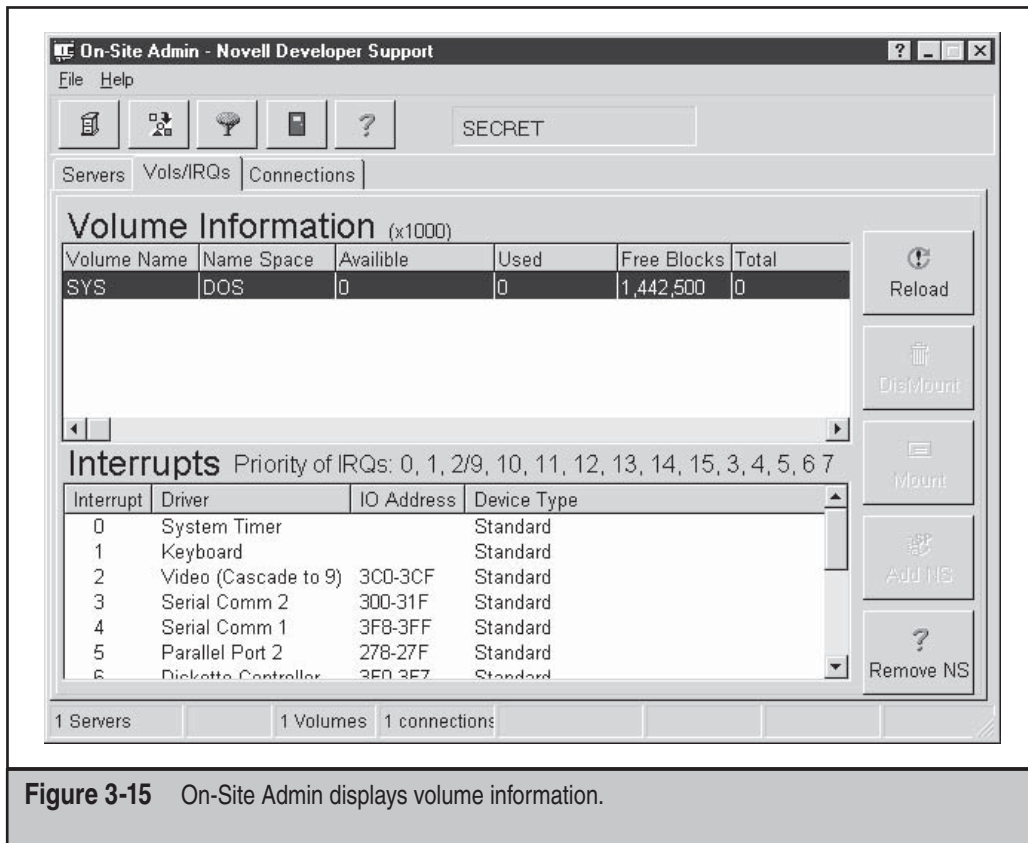 On-Site Admin - Novell Developer Support
File Help
SECRET
Servers Vols/IRQs Connections
Volume Information (x1000)
Volume Name Name Space Availible Used Free Blocks Total
SYS DOS 0 0 1,442,500 0
Reload
DisMount
Mount
Add NS
Remove NS
Interrupts Priority of IRQs: 0, 1, 2/9, 10, 11, 12, 13, 14, 15, 3, 4, 5, 6 7
Interrupt Driver IO Address Device Type
0 System Timer Standard
1 Keyboard Standard
2 Video (Cascade to 9) 3C0-3CF Standard
3 Serial Comm 2 300-31F Standard
4 Serial Comm 1 3F8-3FF Standard
5 Parallel Port 2 278-27F Standard
6 Diskette Controller 3F0-3F7 Standard
1 Servers 1 Volumes 1 connections
Figure 3-15 On-Site Admin displays volume information.